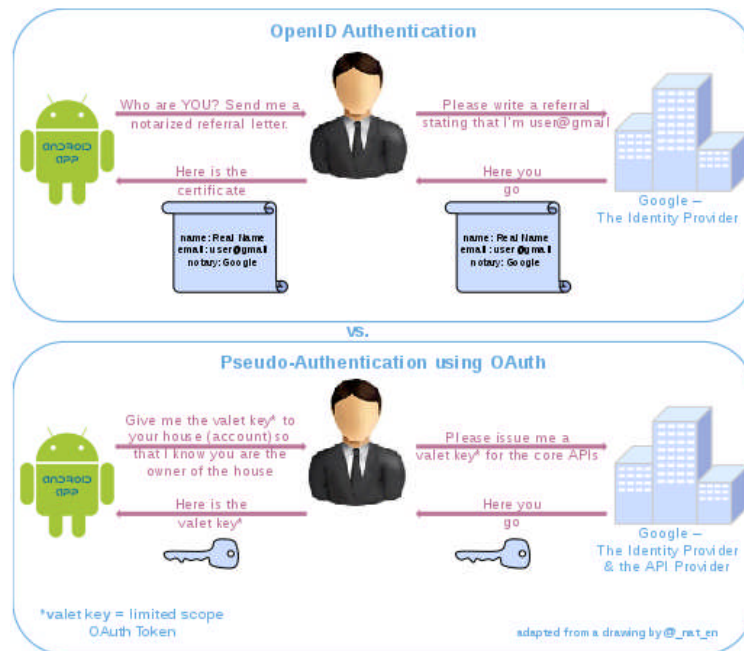 OpenID Authentication
Who are YOU? Send me a
notarized referral letter.
Please write a referral
stating that I'm user@gmail
ANDROID
APP
Here is the
certificate
Here you
go
Google –
The Identity Provider
name: Real Name
email: user@gmail
notary: Google
name: Real Name
email: user@gmail
notary: Google
vs.
Pseudo-Authentication using OAuth
Give me the valet key* to
your house (account) so
that I know you are the
owner of the house
Please issue me a
valet key* for the core APIs
ANDROID
APP
Here is the
valet key*
Here you
go
Google –
The Identity Provider
& the API Provider
*valet key = limited scope
OAuth Token
adapted from a drawing by @_nat_en